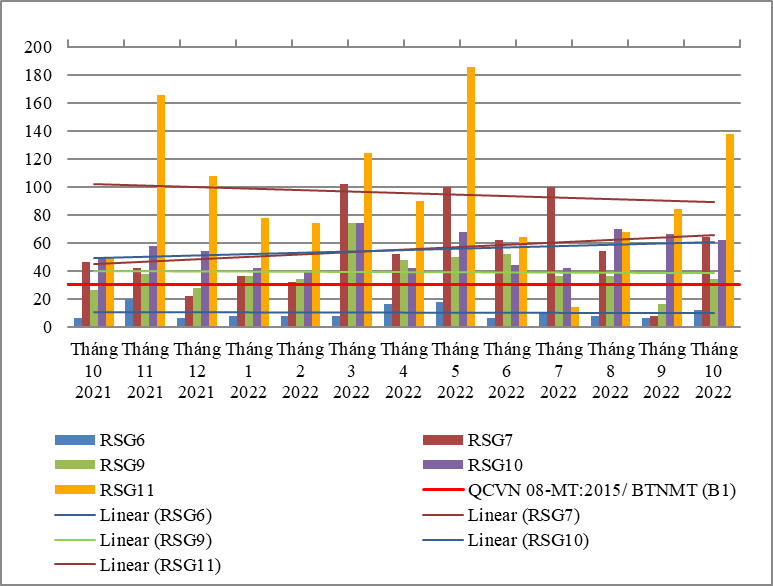 200
180
160
140
120
100
80
60
40
20
0
Tháng Tháng Tháng Tháng Tháng Tháng Tháng Tháng Tháng Tháng Tháng Tháng Tháng
10 11 12 1 2 3 4 5 6 7 8 9 10
2021 2021 2021 2022 2022 2022 2022 2022 2022 2022 2022 2022 2022
RSG6 RSG7
RSG9 RSG10
RSG11 QCVN 08-MT:2015/ BTNMT (B1)
Linear (RSG6) Linear (RSG7)
Linear (RSG9) Linear (RSG10)
Linear (RSG11)